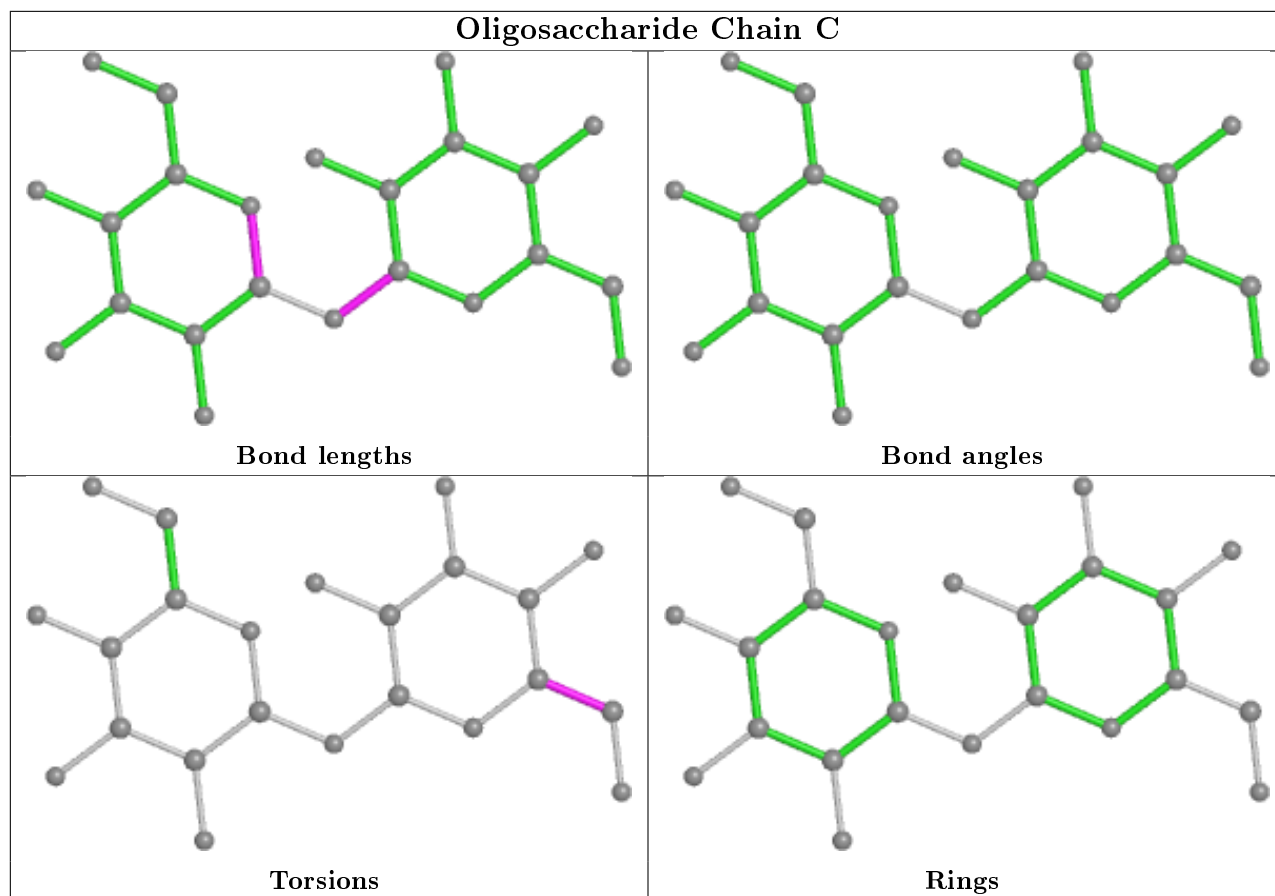 Oligosaccharide Chain C
Bond lengths
Bond angles
Torsions
Rings